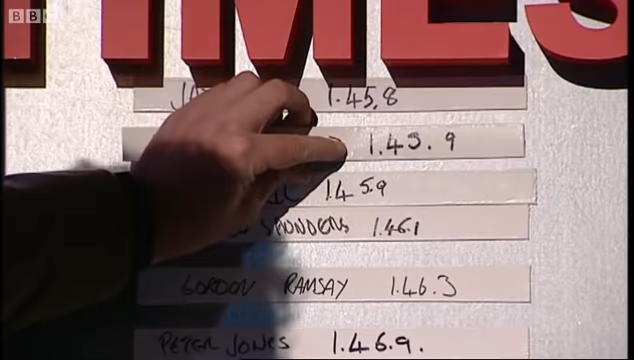 BBC
TIMES
1.45.8
1.45.9
1.45.9
SAUNDERS 1.46.1
GORDON RAMSAY 1.46.3
PETER JONES 1.46.9.